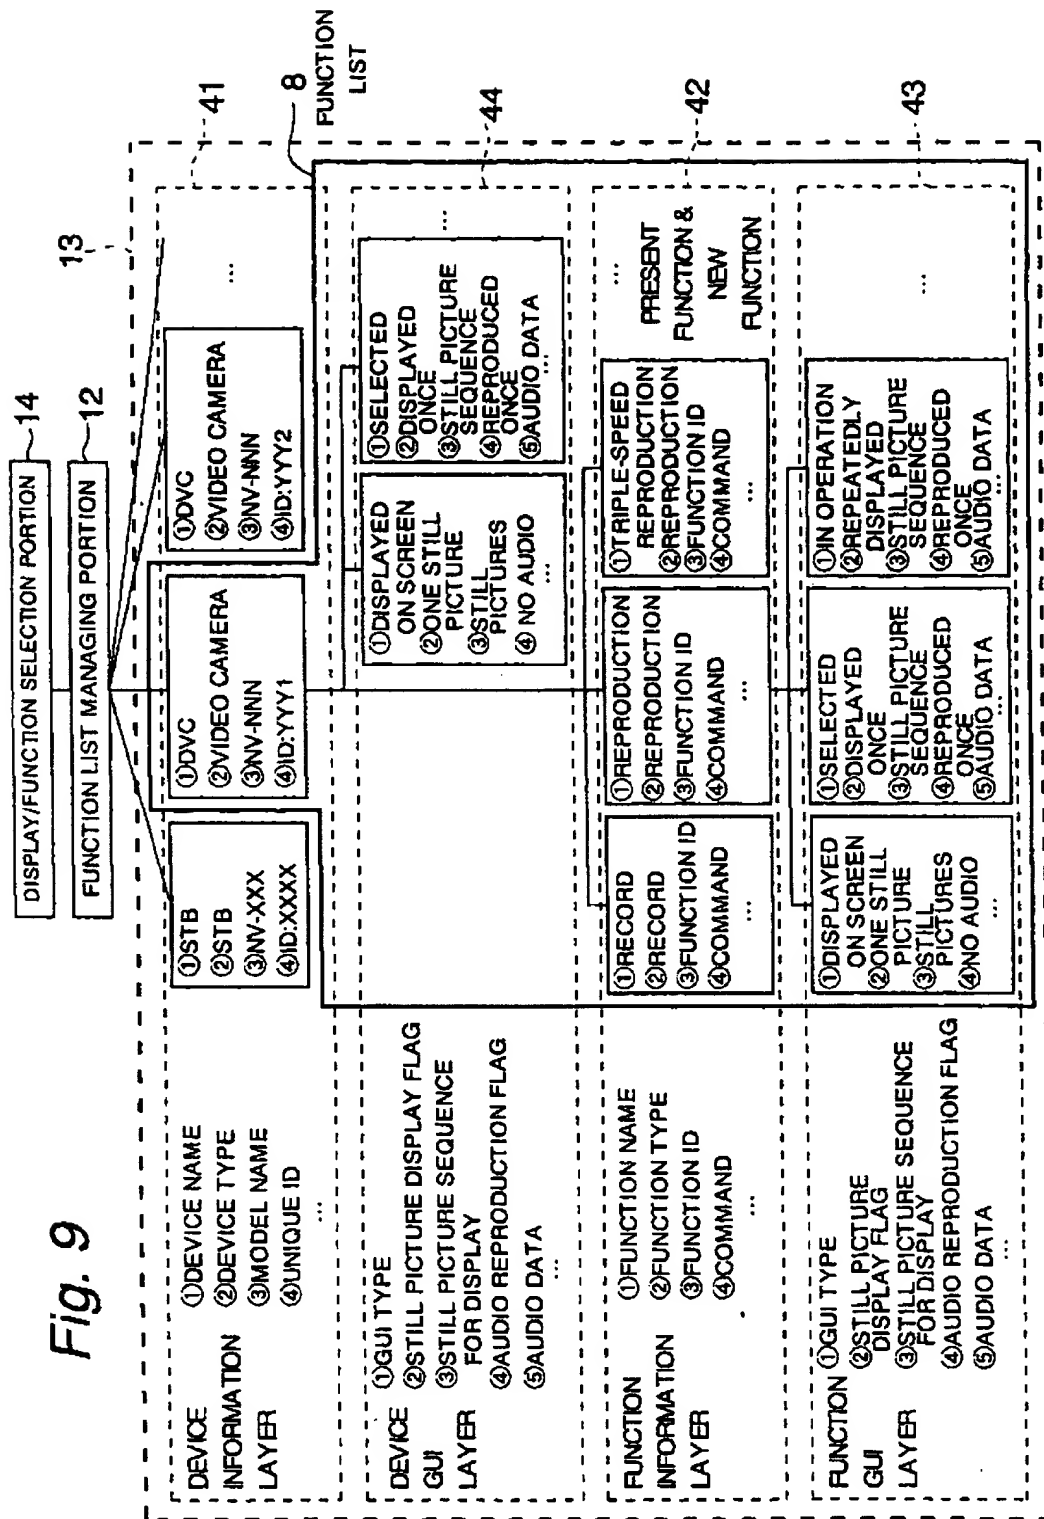 Fig. 9
DISPLAY/FUNCTION SELECTION PORTION
14
FUNCTION LIST MANAGING PORTION
12
13
41
8
FUNCTION
LIST
DEVICE
INFORMATION
LAYER
①DEVICE NAME
②DEVICE TYPE
③MODEL NAME
④UNIQUE ID
...
①STB
②STB
③NV-XXX
④ID:XXXX
①DVC
②VIDEO CAMERA
③NV-NNN
④ID:YYY1
①DVC
②VIDEO CAMERA
③NV-NNN
④ID:YYY2
...
44
DEVICE
GUI
LAYER
①GUI TYPE
②STILL PICTURE DISPLAY FLAG
③STILL PICTURE SEQUENCE
FOR DISPLAY
④AUDIO REPRODUCTION FLAG
⑤AUDIO DATA
...
①DISPLAYED
ON SCREEN
②ONE STILL
PICTURE
③STILL
PICTURES
④NO AUDIO
...
①SELECTED
②DISPLAYED
ONCE
③STILL PICTURE
SEQUENCE
④REPRODUCED
ONCE
⑤AUDIO DATA
...
...
42
FUNCTION
INFORMATION
LAYER
①FUNCTION NAME
②FUNCTION TYPE
③FUNCTION ID
④COMMAND
...
①RECORD
②RECORD
③FUNCTION ID
④COMMAND
...
①REPRODUCTION
②REPRODUCTION
③FUNCTION ID
④COMMAND
...
①TRIPLE-SPEED
REPRODUCTION
②REPRODUCTION
③FUNCTION ID
④COMMAND
...
...
PRESENT
FUNCTION &
NEW
FUNCTION
43
FUNCTION
GUI
LAYER
①GUI TYPE
②STILL PICTURE
DISPLAY FLAG
③STILL PICTURE SEQUENCE
FOR DISPLAY
④AUDIO REPRODUCTION FLAG
⑤AUDIO DATA
...
①DISPLAYED
ON SCREEN
②ONE STILL
PICTURE
③STILL
PICTURES
④NO AUDIO
...
①SELECTED
②DISPLAYED
ONCE
③STILL PICTURE
SEQUENCE
④REPRODUCED
ONCE
⑤AUDIO DATA
...
①IN OPERATION
②REPEATEDLY
DISPLAYED
③STILL PICTURE
SEQUENCE
④REPRODUCED
ONCE
⑤AUDIO DATA
...
...